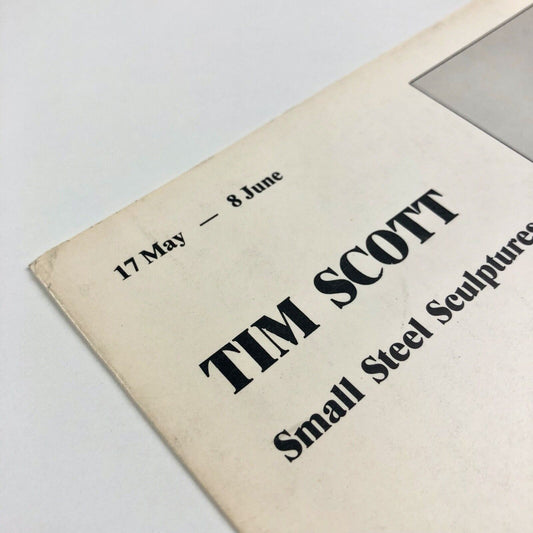 17 May — 8 June
TIM SCOTT
Small Steel Sculptures